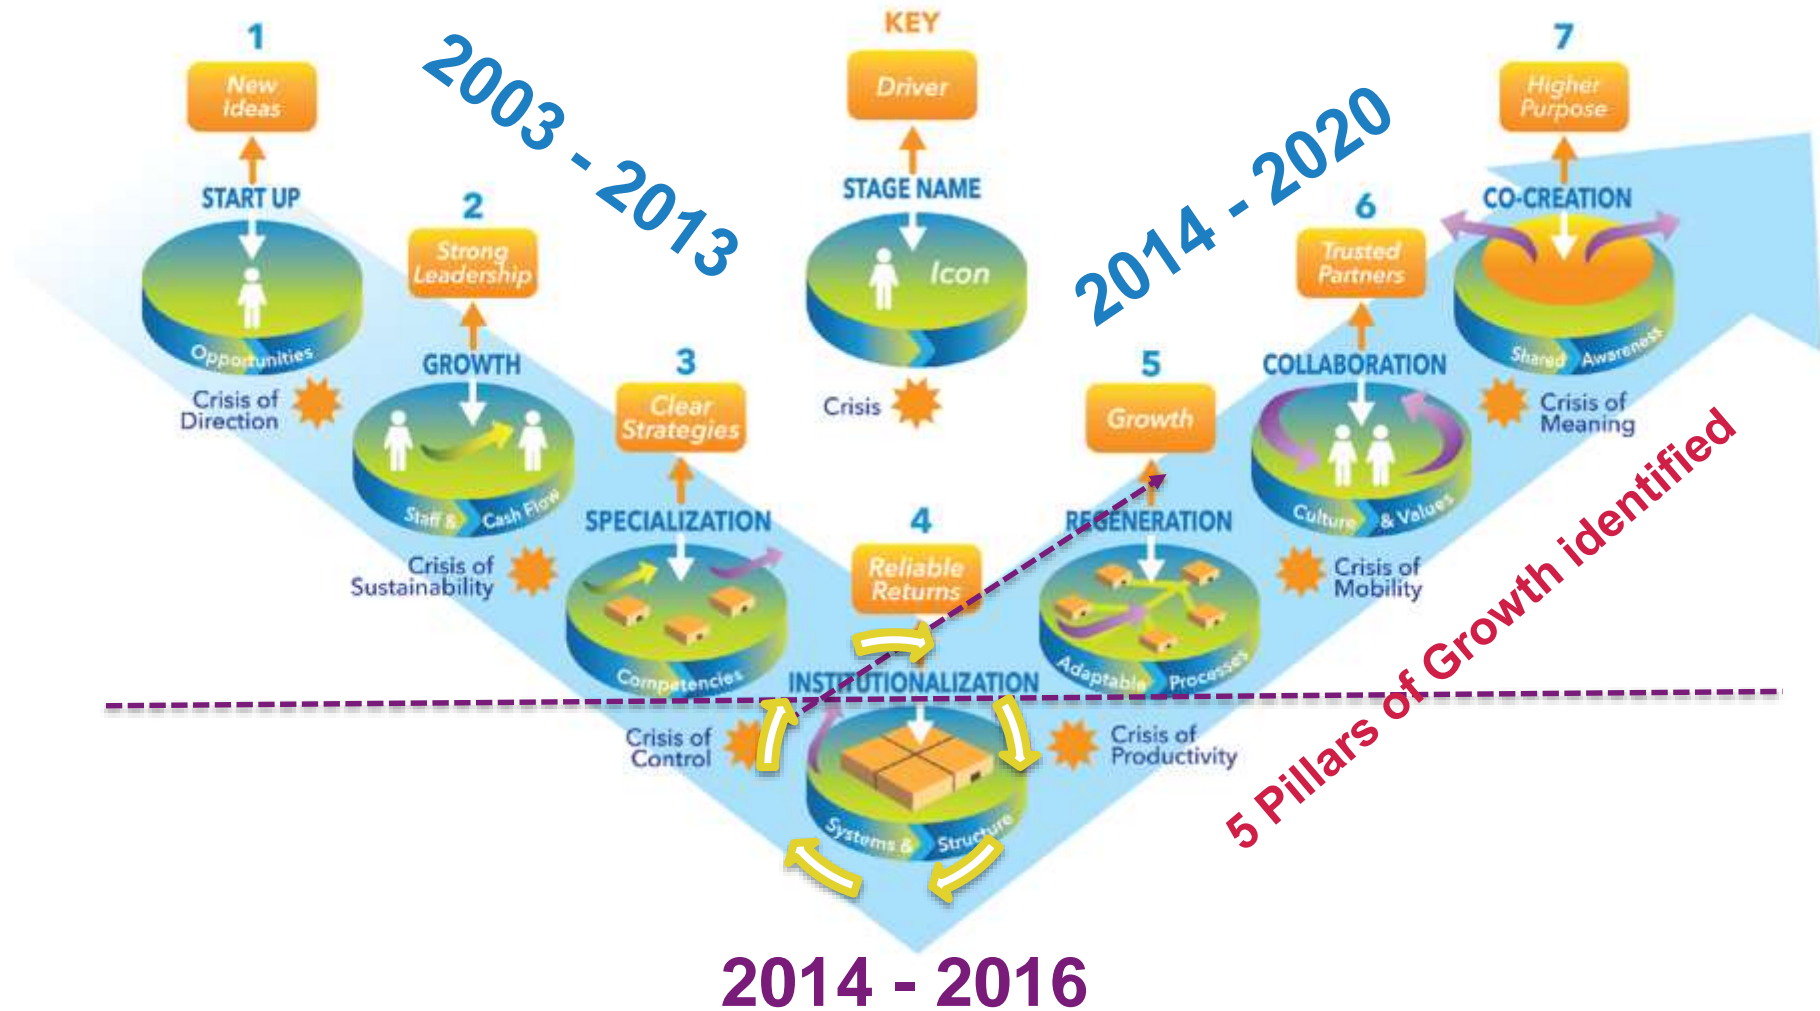 1
New
Ideas
START UP
Opportunities
Crisis of
Direction
2003 - 2013
2
Strong
Leadership
GROWTH
Staff & Cash Flow
Crisis of
Sustainability
3
Clear
Strategies
SPECIALIZATION
Competencies
Crisis of
Control
KEY
Driver
STAGE NAME
Icon
Crisis
4
Reliable
Returns
INSTITUTIONALIZATION
Systems & Structure
Crisis of
Productivity
2014 - 2016
2014 - 2020
5
Growth
REGENERATION
Adaptable Processes
Crisis of
Mobility
6
Trusted
Partners
COLLABORATION
Culture & Values
Crisis of
Meaning
7
Higher
Purpose
CO-CREATION
Shared Awareness
5 Pillars of Growth identified